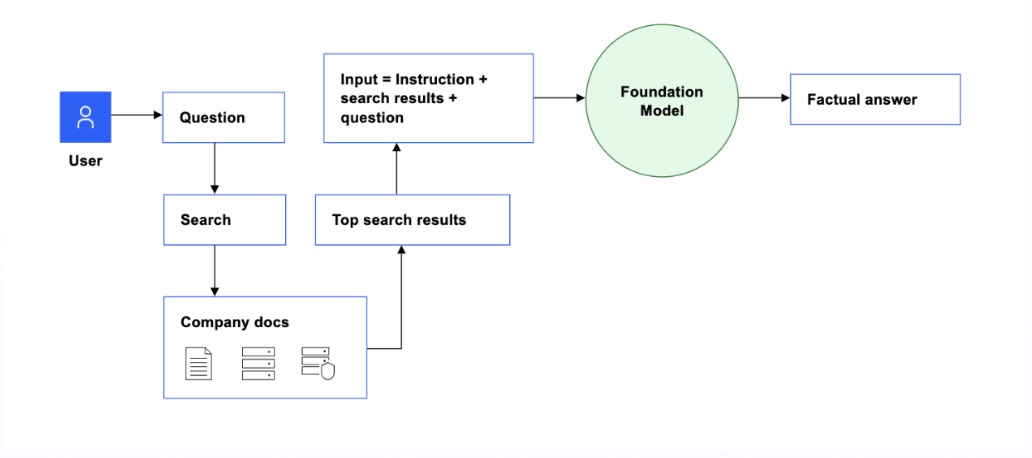 User
Question
Search
Company docs
Top search results
Input = Instruction +
search results +
question
Foundation
Model
Factual answer